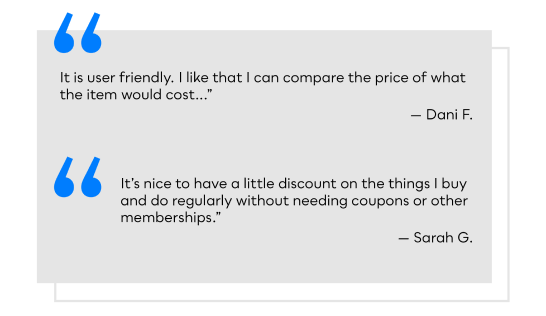 “
It is user friendly. I like that I can compare the price of what
the item would cost...”
— Dani F.
“
It’s nice to have a little discount on the things I buy
and do regularly without needing coupons or other
memberships.”
— Sarah G.